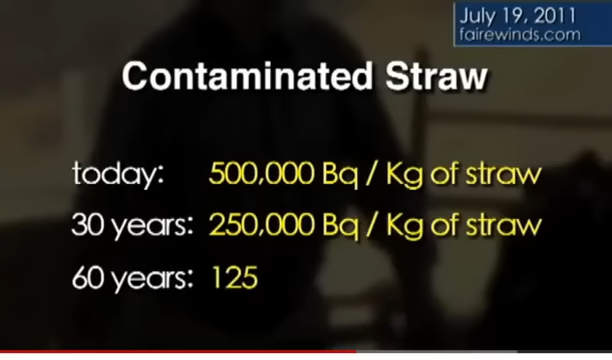 July 19, 2011
fairewinds.com
Contaminated Straw
today: 500,000 Bq / Kg of straw
30 years: 250,000 Bq / Kg of straw
60 years: 125